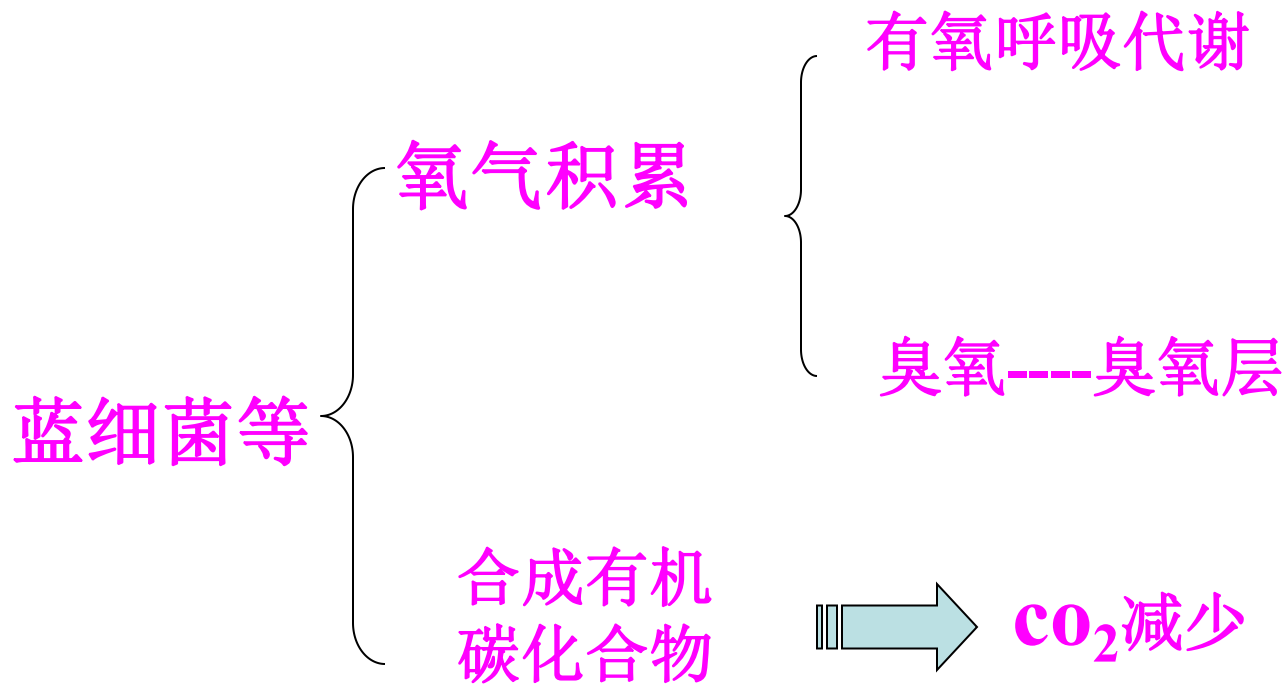 有氧呼吸代谢
氧气积累
臭氧----臭氧层
蓝细菌等
合成有机
碳化合物
co₂减少